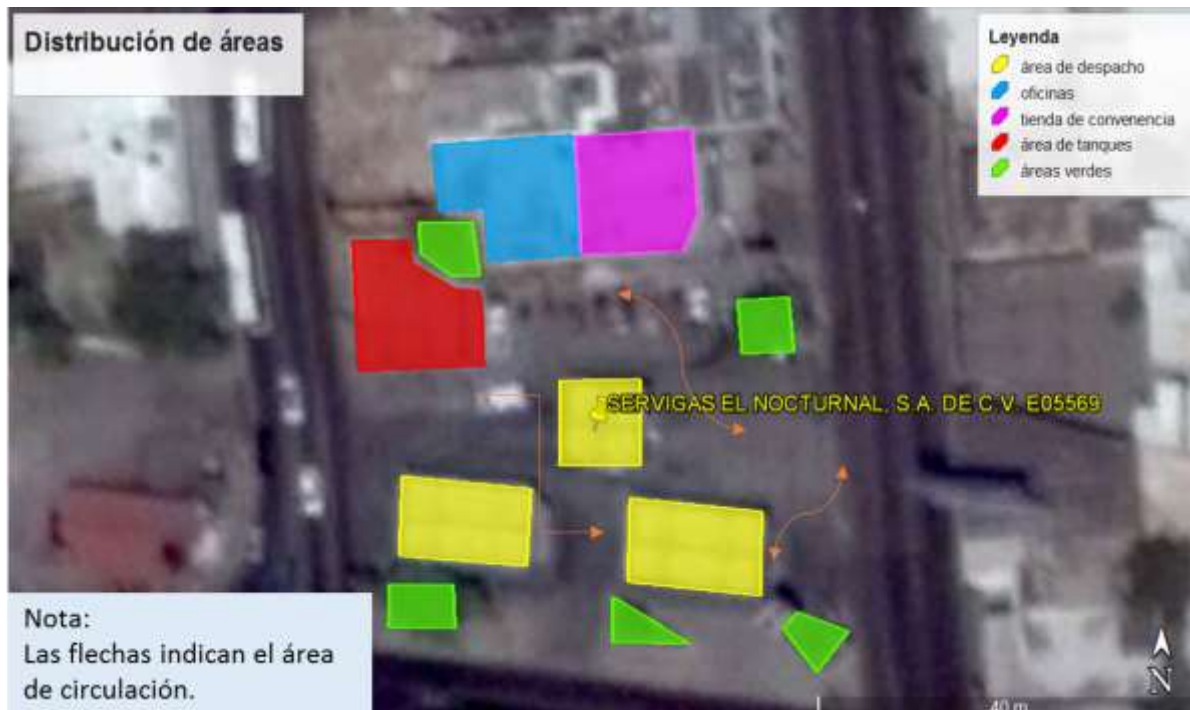 Distribución de áreas
Leyenda
área de despacho
oficinas
tienda de convenencia
área de tanques
áreas verdes
SERVIGAS EL NOCTURNAL, S.A. DE C.V. E05569
Nota:
Las flechas indican el área
de circulación.
N
40 m